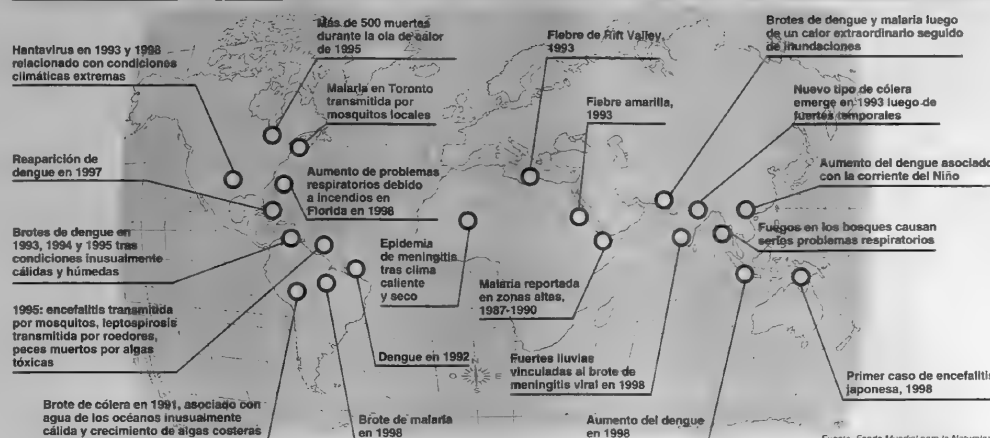 Hantavirus en 1993 y 1998
relacionado con condiciones
climáticas extremas
Más de 500 muertes
durante la ola de calor
de 1995
Malaria en Toronto
transmitida por
mosquitos locales
Fiebre de Rift Valley,
1993
Fiebre amarilla,
1993
Brotes de dengue y malaria luego
de un calor extraordinario seguido
de inundaciones
Nuevo tipo de cólera
emerge en 1993 luego de
fuertes temporales
Reaparición de
dengue en 1997
Aumento de problemas
respiratorios debido
a incendios en
Florida en 1998
Aumento del dengue asociado
con la corriente del Niño
Brotes de dengue en
1993, 1994 y 1995 tras
condiciones inusualmente
cálidas y húmedas
Epidemia
de meningitis
tras clima
caliente
y seco
Malaria reportada
en zonas altas,
1987-1990
Fuegos en los bosques causan
serios problemas respiratorios
1995: encefalitis transmitida
por mosquitos, leptospirosis
transmitida por roedores,
peces muertos por algas
tóxicas
Dengue en 1992
O N E
Fuertes lluvias
vinculadas al brote de
meningitis viral en 1998
Primer caso de encefalitis
japonesa, 1998
Brote de cólera en 1991, asociado con
agua de los océanos inusualmente
cálida y crecimiento de algas costeras
Brote de malaria
en 1998
Aumento del dengue
en 1998
Fuente: Fondo Mundial para la Naturaleza